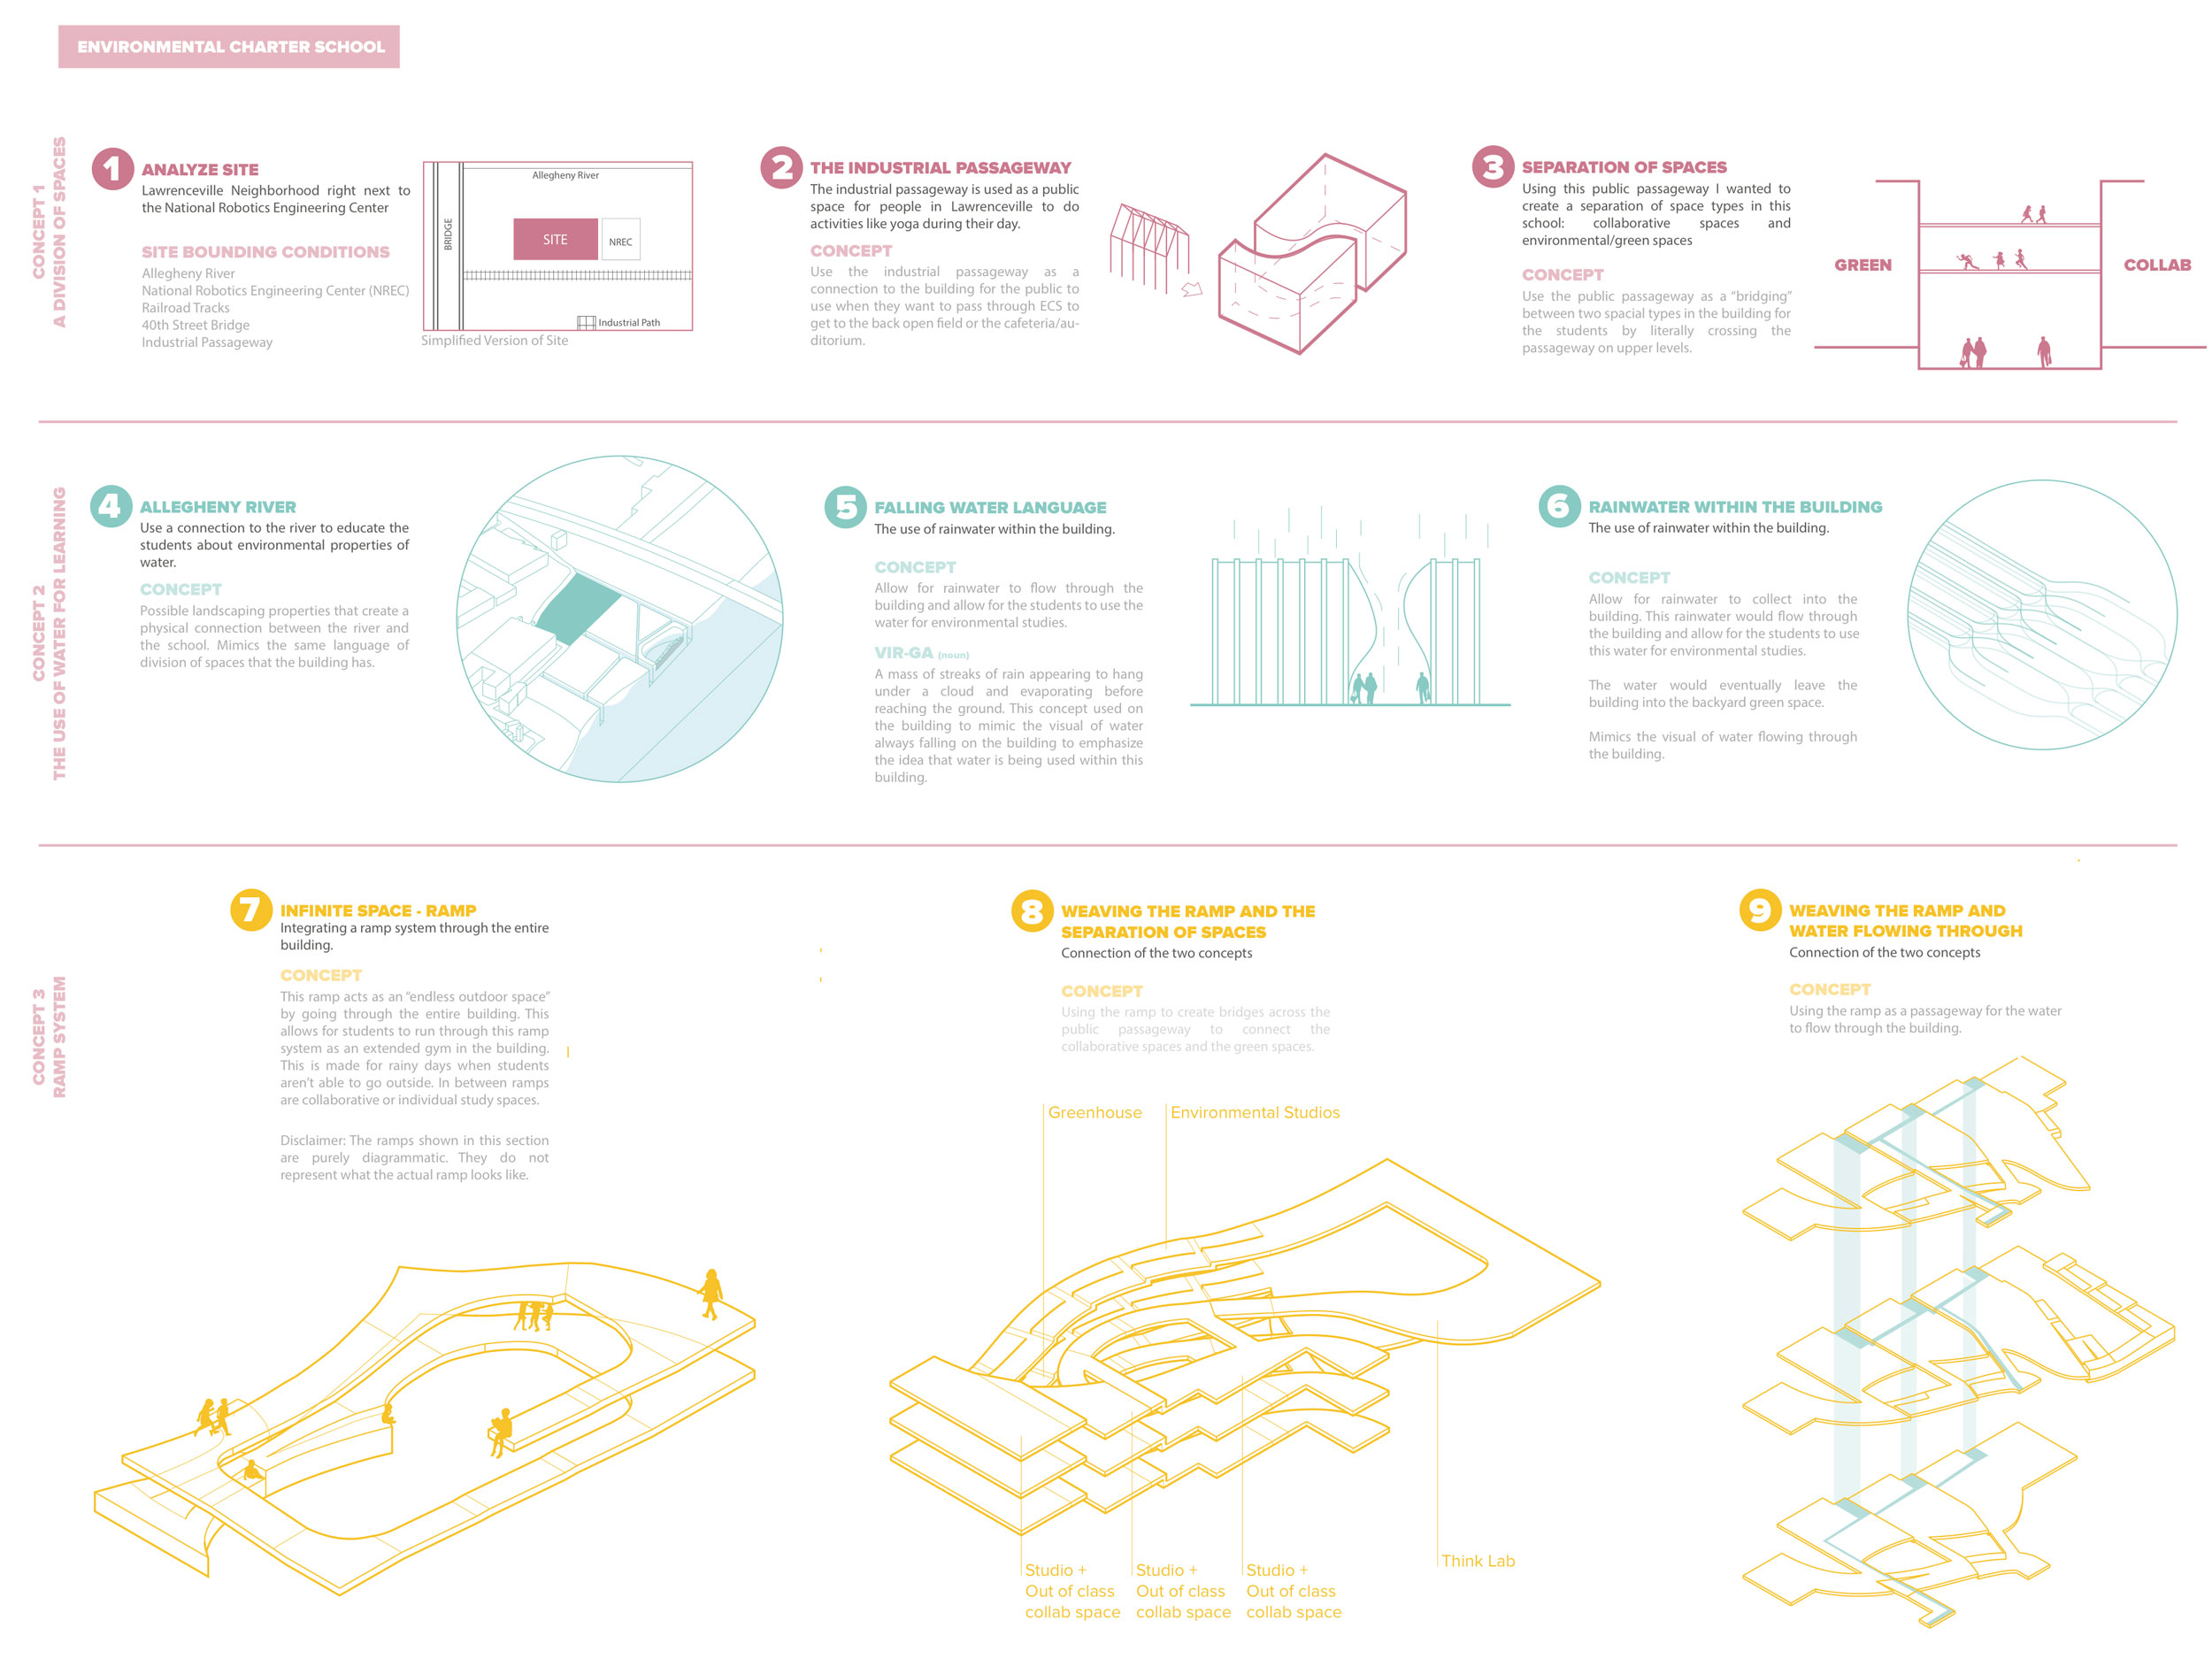 ENVIRONMENTAL CHARTER SCHOOL
CONCEPT 1
A DIVISION OF SPACES
1
ANALYZE SITE
Lawrenceville Neighborhood right next to
the National Robotics Engineering Center
SITE BOUNDING CONDITIONS
Allegheny River
National Robotics Engineering Center (NREC)
Railroad Tracks
40th Street Bridge
Industrial Passageway
Allegheny River
BRIDGE
SITE
NREC
Industrial Path
Simplified Version of Site
2
THE INDUSTRIAL PASSAGEWAY
The industrial passageway is used as a public
space for people in Lawrenceville to do
activities like yoga during their day.
CONCEPT
Use the industrial passageway as a
connection to the building for the public to
use when they want to pass through ECS to
get to the back open field or the cafeteria/au-
ditorium.
3
SEPARATION OF SPACES
Using this public passageway I wanted to
create a separation of space types in this
school: collaborative spaces and
environmental/green spaces
CONCEPT
Use the public passageway as a "bridging"
between two spacial types in the building for
the students by literally crossing the
passageway on upper levels.
GREEN
COLLAB
CONCEPT 2
THE USE OF WATER FOR LEARNING
4
ALLEGHENY RIVER
Use a connection to the river to educate the
students about environmental properties of
water.
CONCEPT
Possible landscaping properties that create a
physical connection between the river and
the school. Mimics the same language of
division of spaces that the building has.
5
FALLING WATER LANGUAGE
The use of rainwater within the building.
CONCEPT
Allow for rainwater to flow through the
building and allow for the students to use the
water for environmental studies.
VIR-GA (noun)
A mass of streaks of rain appearing to hang
under a cloud and evaporating before
reaching the ground. This concept used on
the building to mimic the visual of water
always falling on the building to emphasize
the idea that water is being used within this
building.
6
RAINWATER WITHIN THE BUILDING
The use of rainwater within the building.
CONCEPT
Allow for rainwater to collect into the
building. This rainwater would flow through
the building and allow for the students to use
this water for environmental studies.
The water would eventually leave the
building into the backyard green space.
Mimics the visual of water flowing through
the building.
CONCEPT 3
RAMP SYSTEM
7
INFINITE SPACE - RAMP
Integrating a ramp system through the entire
building.
CONCEPT
This ramp acts as an "endless outdoor space"
by going through the entire building. This
allows for students to run through this ramp
system as an extended gym in the building.
This is made for rainy days when students
aren't able to go outside. In between ramps
are collaborative or individual study spaces.
Disclaimer: The ramps shown in this section
are purely diagrammatic. They do not
represent what the actual ramp looks like.
8
WEAVING THE RAMP AND THE
SEPARATION OF SPACES
Connection of the two concepts
CONCEPT
Using the ramp to create bridges across the
public passageway to connect the
collaborative spaces and the green spaces.
Greenhouse
Environmental Studios
Studio +
Out of class
collab space
Studio +
Out of class
collab space
Studio +
Out of class
collab space
Think Lab
9
WEAVING THE RAMP AND
WATER FLOWING THROUGH
Connection of the two concepts
CONCEPT
Using the ramp as a passageway for the water
to flow through the building.